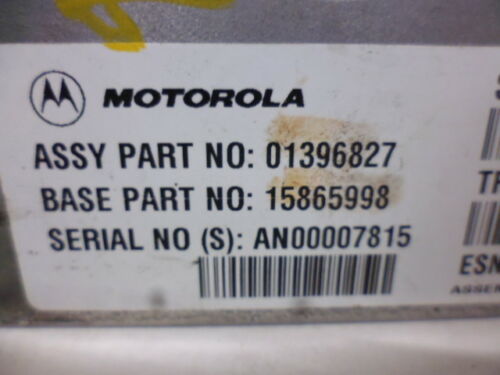 MOTOROLA
ASSY PART NO: 01396827
BASE PART NO: 15865998
SERIAL NO (S): AN00007815
ESN